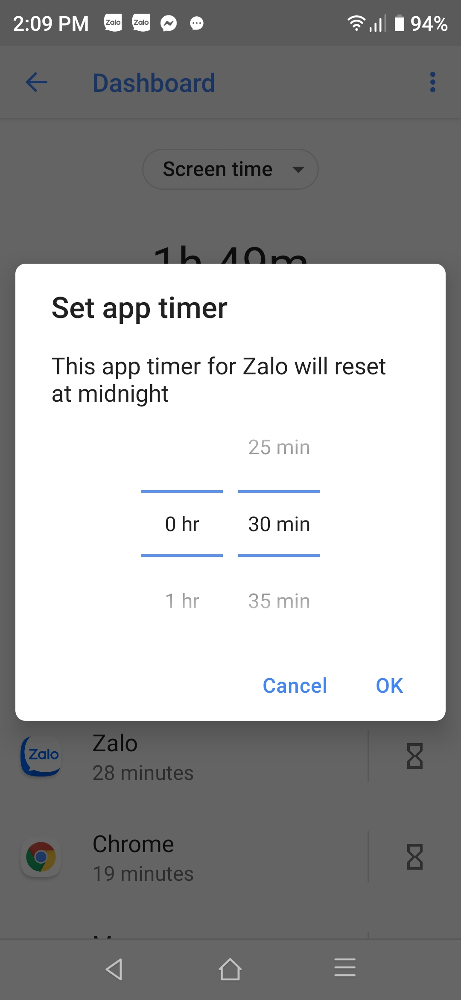 2:09 PM Zalo Zalo 94%
Dashboard
Screen time
1h 49m
Set app timer
This app timer for Zalo will reset
at midnight
25 min
0 hr 30 min
1 hr 35 min
Cancel OK
Zalo
Zalo
28 minutes
Chrome
19 minutes